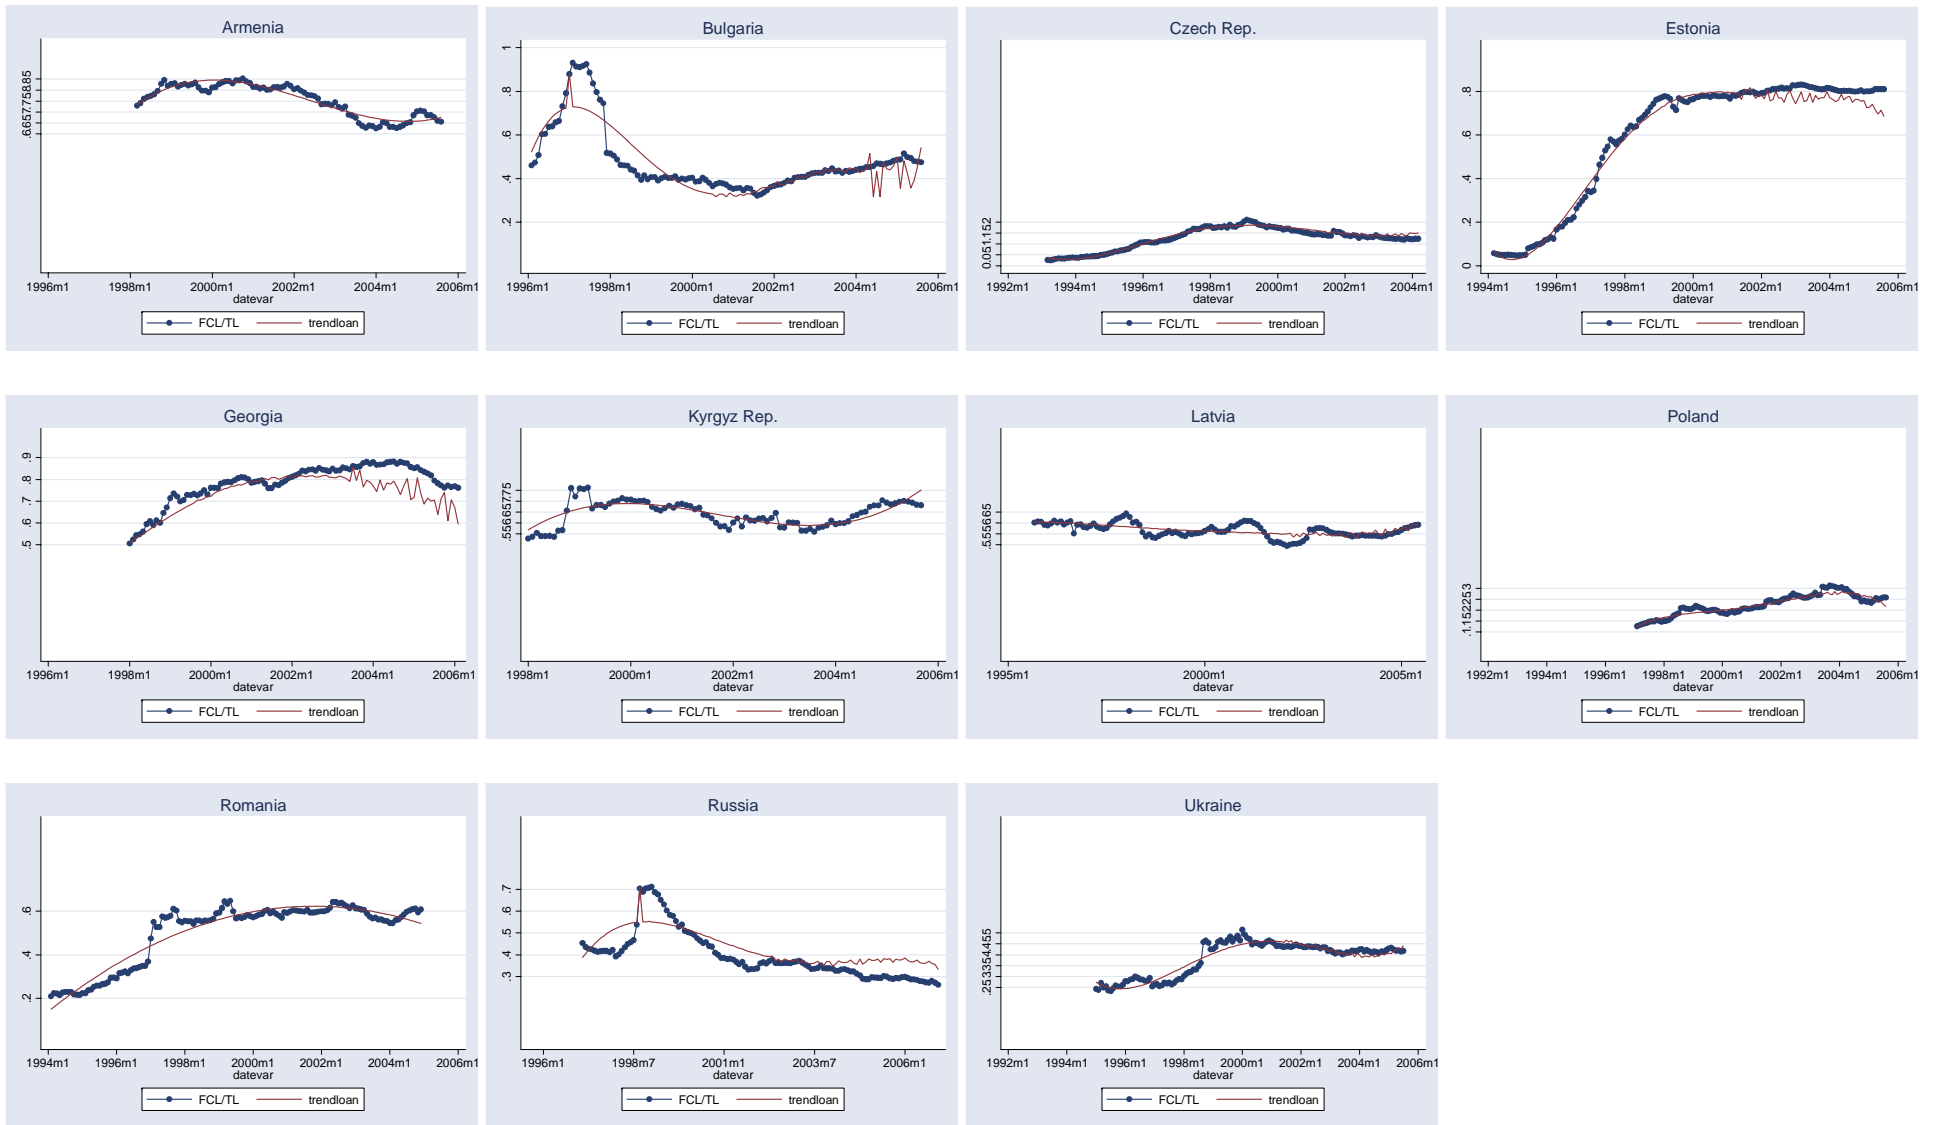 Armenia
.6657.758.85
1996m1 1998m1 2000m1 2002m1 2004m1 2006m1
datevar
FCL/TL trendloan
Bulgaria
1
.8
.6
.4
.2
1996m1 1998m1 2000m1 2002m1 2004m1 2006m1
datevar
FCL/TL trendloan
Czech Rep.
0.051.152
1992m1 1994m1 1996m1 1998m1 2000m1 2002m1 2004m1
datevar
FCL/TL trendloan
Estonia
.8
.6
.4
.2
0
1994m1 1996m1 1998m1 2000m1 2002m1 2004m1 2006m1
datevar
FCL/TL trendloan
Georgia
.9
.8
.7
.6
.5
1996m1 1998m1 2000m1 2002m1 2004m1 2006m1
datevar
FCL/TL trendloan
Kyrgyz Rep.
.55665775
1998m1 2000m1 2002m1 2004m1 2006m1
datevar
FCL/TL trendloan
Latvia
.555665
1995m1 2000m1 2005m1
datevar
FCL/TL trendloan
Poland
.1.152253
1992m1 1994m1 1996m1 1998m1 2000m1 2002m1 2004m1 2006m1
datevar
FCL/TL trendloan
Romania
.6
.4
.2
1994m1 1996m1 1998m1 2000m1 2002m1 2004m1 2006m1
datevar
FCL/TL trendloan
Russia
.7
.6
.5
.4
.3
1996m1 1998m7 2001m1 2003m7 2006m1
datevar
FCL/TL trendloan
Ukraine
.253354.455
1992m1 1994m1 1996m1 1998m1 2000m1 2002m1 2004m1 2006m1
datevar
FCL/TL trendloan